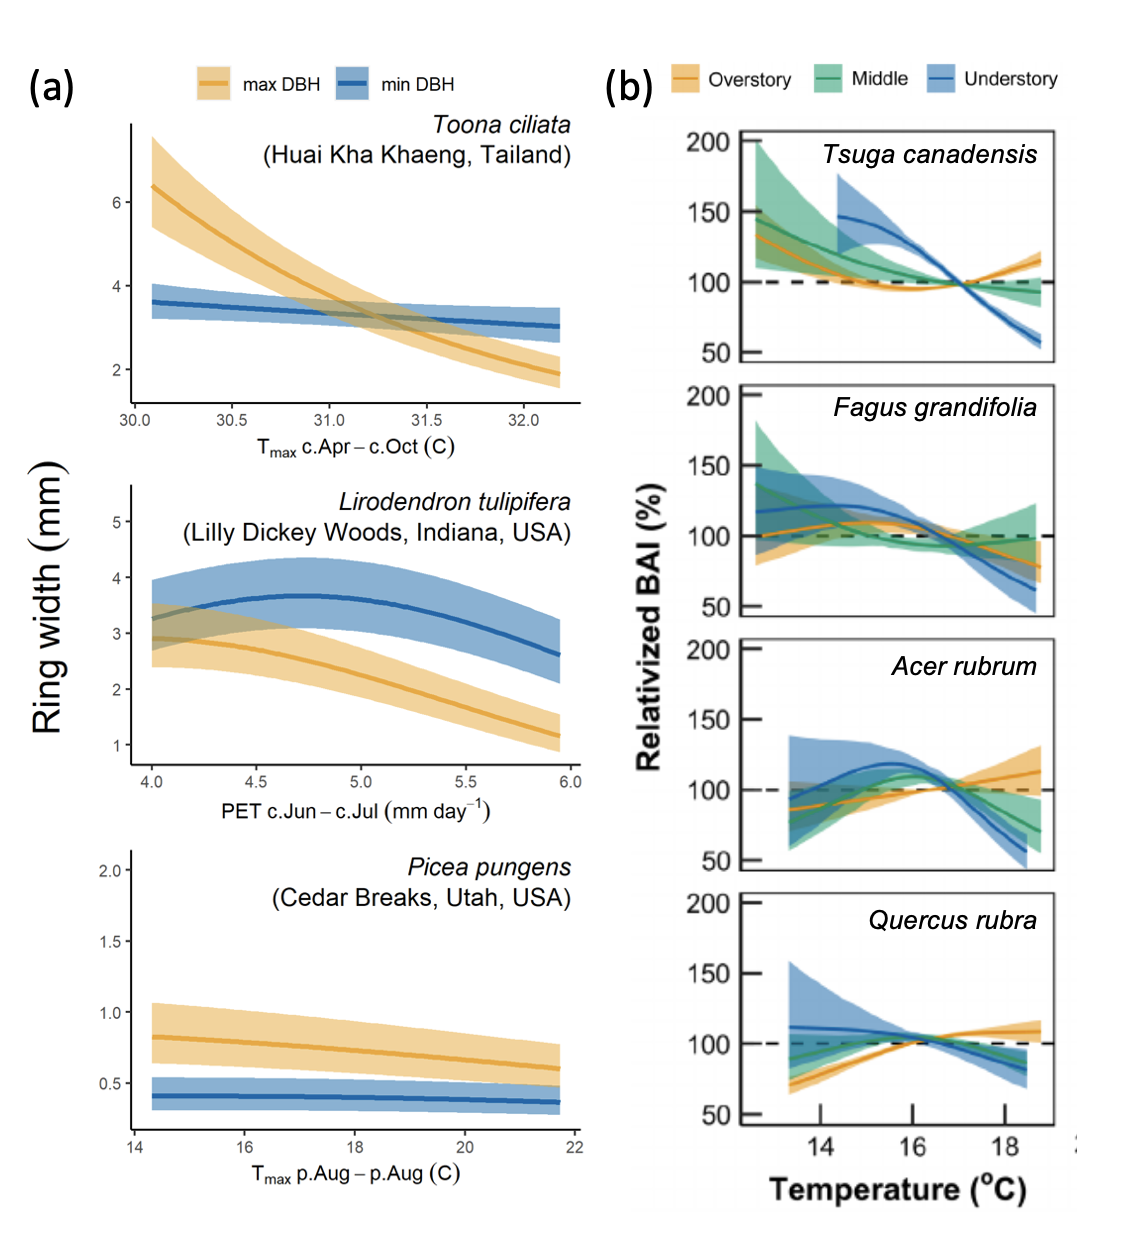 (a)
max DBH
min DBH
Toona ciliata
(Huai Kha Khaeng, Tailand)
6
4
2
30.0
30.5
31.0
31.5
32.0
Tmax c.Apr – c.Oct (C)
Ring width (mm)
Lirodendron tulipifera
(Lilly Dickey Woods, Indiana, USA)
5
4
3
2
1
4.0
4.5
5.0
5.5
6.0
PET c.Jun – c.Jul (mm day⁻¹)
Picea pungens
(Cedar Breaks, Utah, USA)
2.0
1.5
1.0
0.5
14
16
18
20
22
Tmax p.Aug – p.Aug (C)
(b)
Overstory
Middle
Understory
Tsuga canadensis
200
150
100
50
Fagus grandifolia
200
150
100
50
Relativized BAI (%)
Acer rubrum
200
150
100
50
Quercus rubra
200
150
100
50
14
16
18
Temperature (°C)